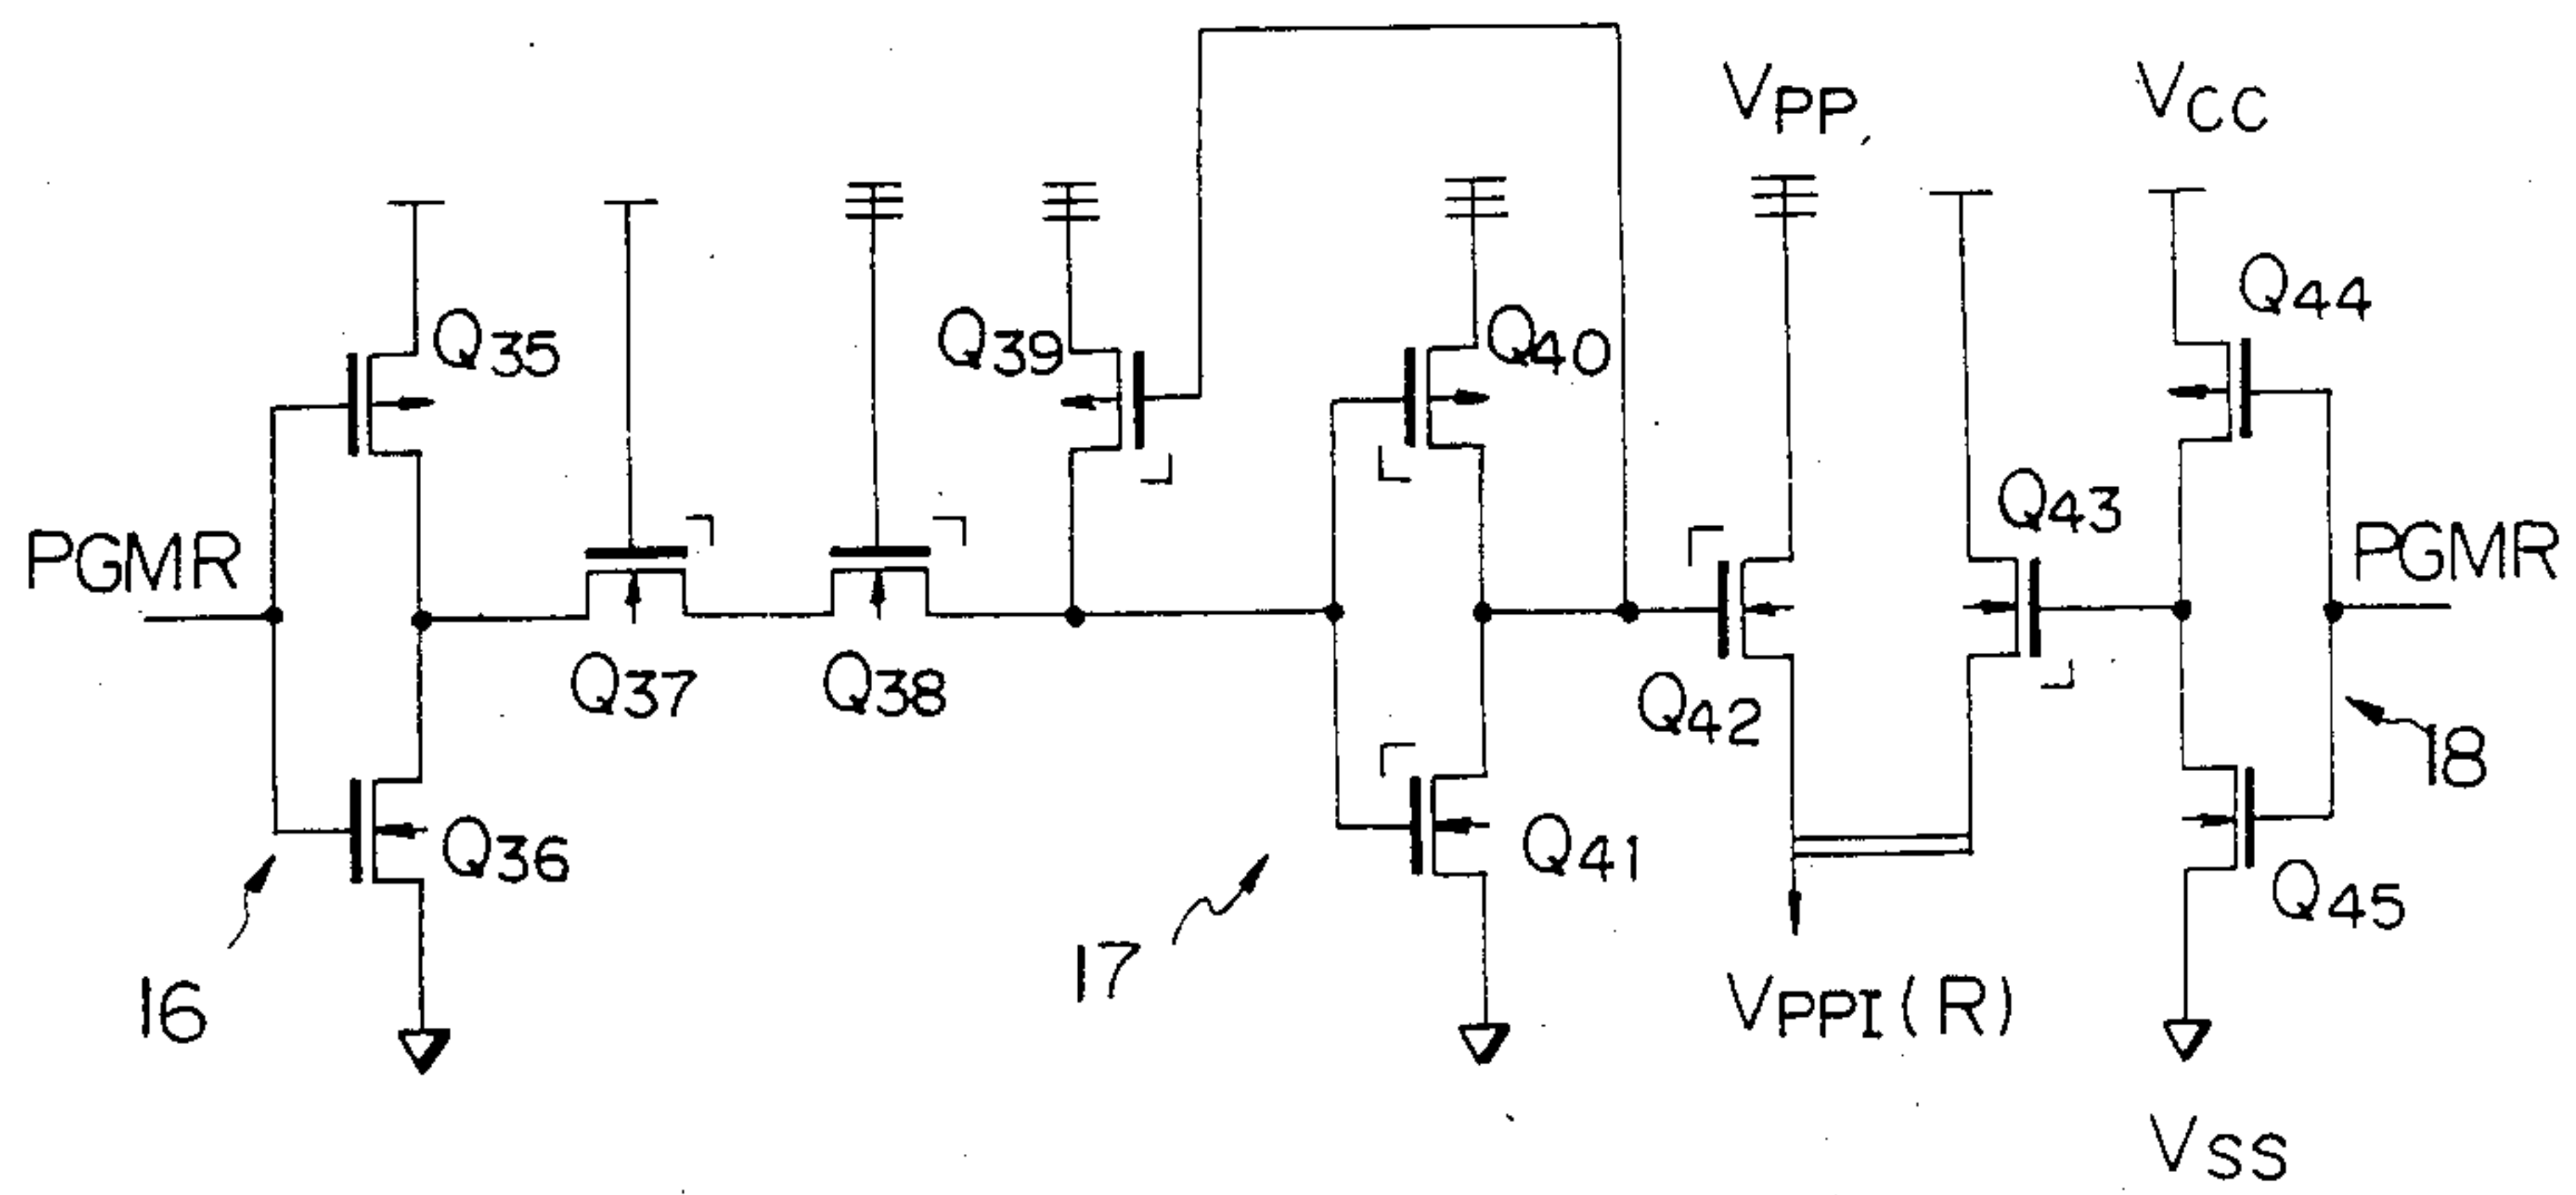 VPP
VCC
Q35
Q39
Q40
Q44
PGMR
Q43
PGMR
Q37
Q38
Q42
18
Q36
Q41
Q45
16
17
VPPI(R)
VSS